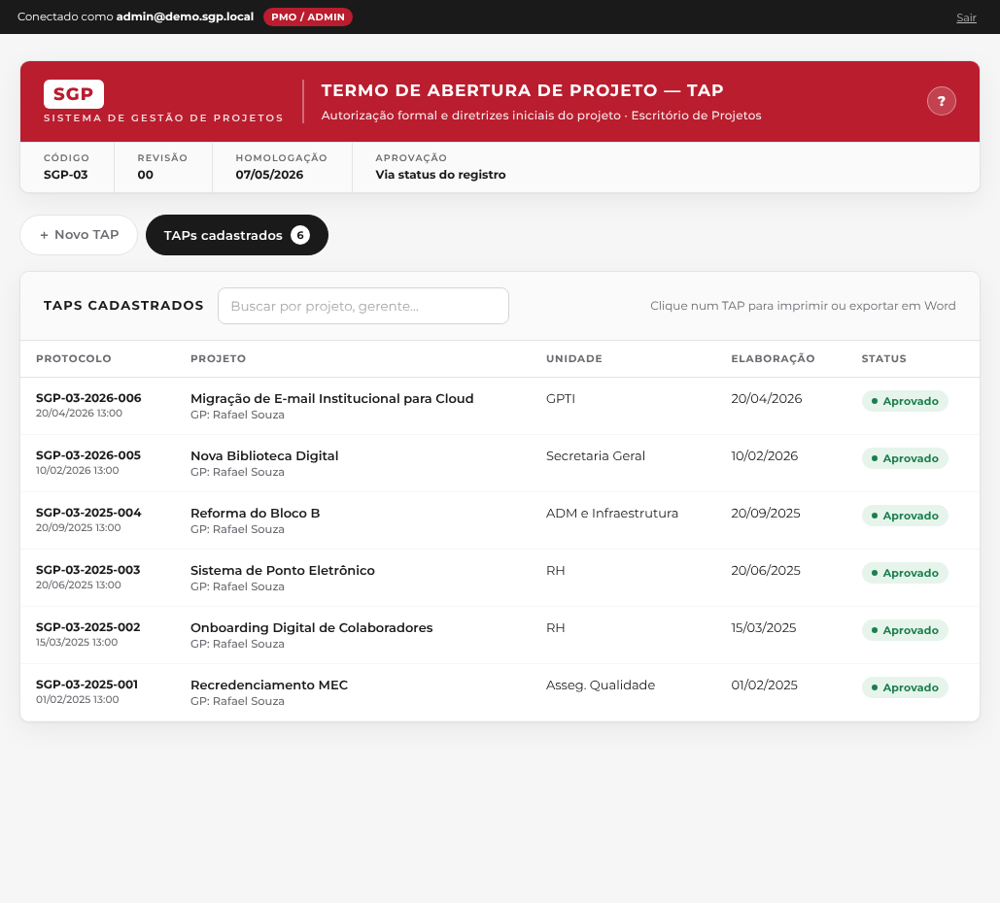 Conectado como admin@demo.sgp.local PMO / ADMIN Sair
SGP
SISTEMA DE GESTÃO DE PROJETOS
TERMO DE ABERTURA DE PROJETO — TAP
Autorização formal e diretrizes iniciais do projeto · Escritório de Projetos
?
CÓDIGO REVISÃO HOMOLOGAÇÃO APROVAÇÃO
SGP-03 00 07/05/2026 Via status do registro
+ Novo TAP TAPs cadastrados 6
TAPS CADASTRADOS Buscar por projeto, gerente... Clique num TAP para imprimir ou exportar em Word
PROTOCOLO PROJETO UNIDADE ELABORAÇÃO STATUS
SGP-03-2026-006 Migração de E-mail Institucional para Cloud GPTI 20/04/2026 Aprovado
20/04/2026 13:00 GP: Rafael Souza
SGP-03-2026-005 Nova Biblioteca Digital Secretaria Geral 10/02/2026 Aprovado
10/02/2026 13:00 GP: Rafael Souza
SGP-03-2025-004 Reforma do Bloco B ADM e Infraestrutura 20/09/2025 Aprovado
20/09/2025 13:00 GP: Rafael Souza
SGP-03-2025-003 Sistema de Ponto Eletrônico RH 20/06/2025 Aprovado
20/06/2025 13:00 GP: Rafael Souza
SGP-03-2025-002 Onboarding Digital de Colaboradores RH 15/03/2025 Aprovado
15/03/2025 13:00 GP: Rafael Souza
SGP-03-2025-001 Recredenciamento MEC Asseg. Qualidade 01/02/2025 Aprovado
01/02/2025 13:00 GP: Rafael Souza